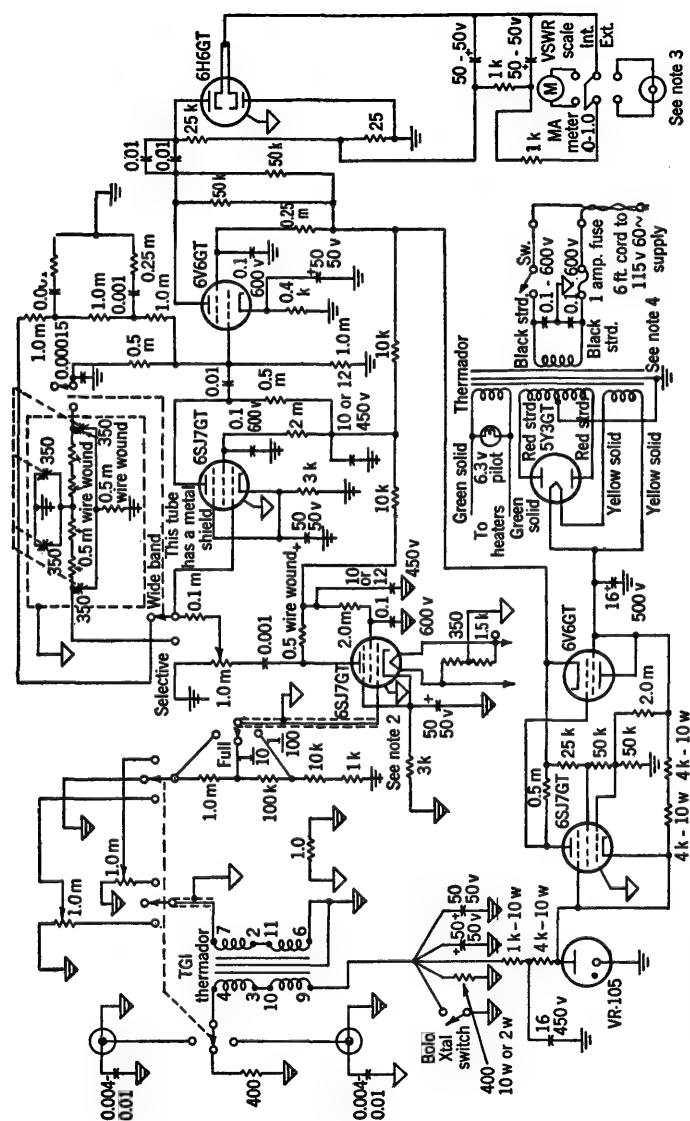 0.004-
0.01
400
0.004-
0.01
TGI
thermador
4
3
10
9
7
2
11
6
1.0 m
1.0 m
1.0
Bolo
Xtal
switch
400
10 w or 2 w
50
50 v
50
50 v
1 k – 10 w
4 k – 10 w
16
450 v
VR-105
Full
10
100
1.0 m
100 k
10 k
1 k
See note 2
3 k
50
50 v
Selective
1.0 m
0.1 m
0.001
0.5 wire wound
6SJ7GT
2.0 m
10
or
12
450 v
0.1
600 v
350
1.5 k
Wide band
350
350
350
350
0.5 m wire wound
0.5 m
wire wound
This tube
has a metal
shield
6SJ7GT
0.1
600 v
50
50 v
3 k
.2 m
10 or 12
450 v
0.5 m
10 k
0.01
1.0 m
0.00015
0.5
m
1.0 m
1.0 m
0.001
1.0 m
0.25 m
6V6GT
0.1
600 v
0.4
k
50
50 v
0.25
m
10 k
50 k
50 k
0.01
0.01
25 k
6H6GT
25
50 – 50 v
1 k
50 – 50 v
1 k
VSWR
scale
M
MA
meter
0-1.0
Int.
Ext.
See note 3
6SJ7GT
0.5 m
25 k
50 k
50 k
2.0 m
6V6GT
4 k – 10 w
4 k – 10 w
16
500 v
Green solid
To
heaters
Green
solid
6.3 v
pilot
Thermador
Red strd.
5Y3GT
Red strd.
Yellow solid
Yellow solid
See note 4
Black strd.
Black
strd.
Sw.
0.1 – 600 v
0.1 – 600 v
1 amp. fuse
6 ft. cord to
115 v 60~
supply